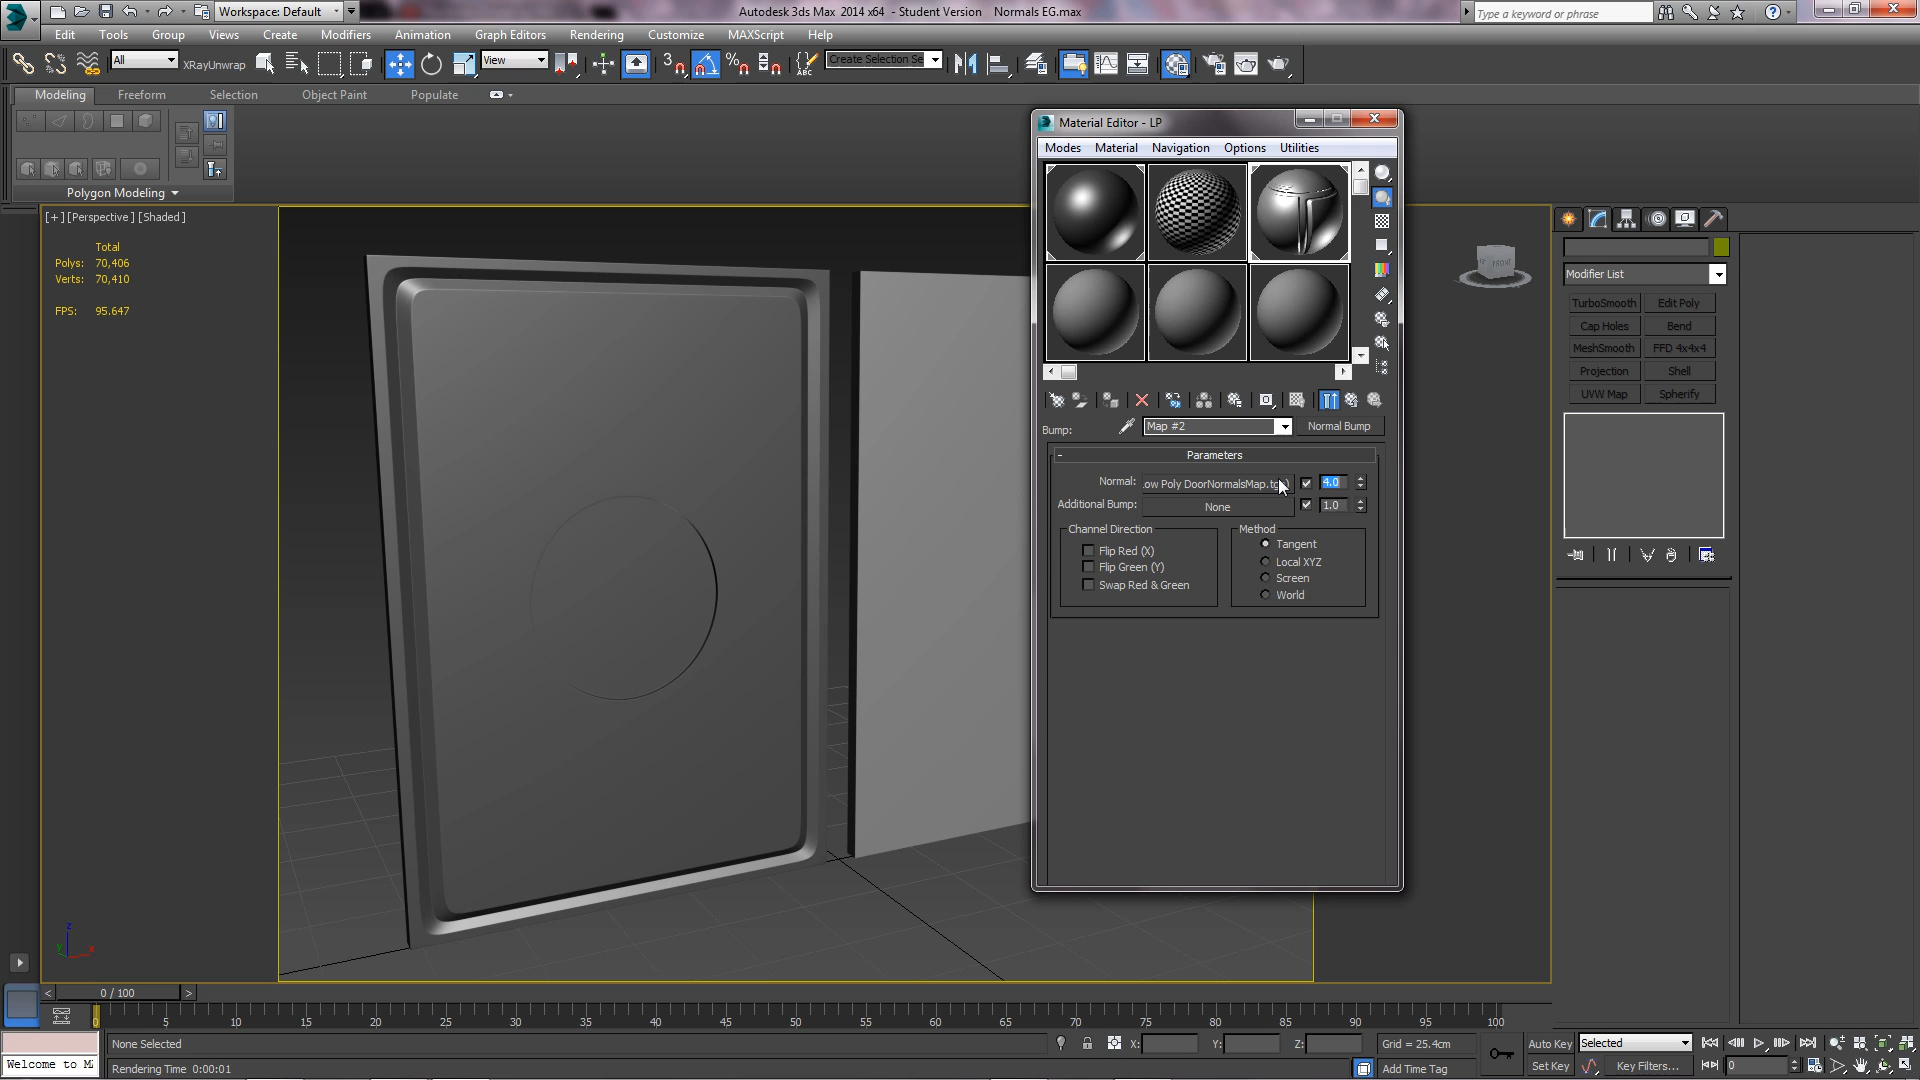 Workspace: Default
Autodesk 3ds Max 2014 x64 - Student Version Normals EG.max
Type a keyword or phrase
Edit Tools Group Views Create Modifiers Animation Graph Editors Rendering Customize MAXScript Help
All
XRayUnwrap
View
3
ABC
Create Selection Se
Modeling Freeform Selection Object Paint Populate
Polygon Modeling
[+] [Perspective] [Shaded]
Total
Polys: 70,406
Verts: 70,410
FPS: 95.647
Material Editor - LP
Modes Material Navigation Options Utilities
Bump: Map #2 Normal Bump
- Parameters
Normal: ow Poly DoorNormalsMap.tg 4.0
Additional Bump: None 1.0
Channel Direction
Flip Red (X)
Flip Green (Y)
Swap Red & Green
Method
Tangent
Local XYZ
Screen
World
FRONT
Modifier List
TurboSmooth Edit Poly
Cap Holes Bend
MeshSmooth FFD 4x4x4
Projection Shell
UVW Map Spherify
z
y x
< 0 / 100 >
0 5 10 15 20 25 30 35 40 45 50 55 60 65 70 75 80 85 90 95 100
None Selected
X: Y: Z: Grid = 25.4cm
Auto Key Selected
Welcome to M
Rendering Time 0:00:01
Add Time Tag
Set Key Key Filters... 0